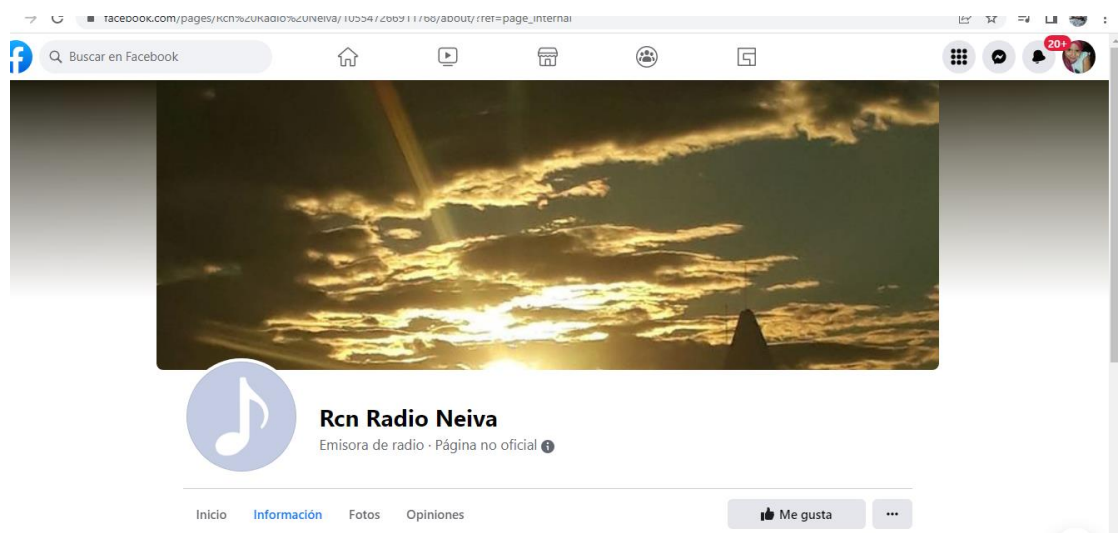 facebook.com/pages/Rcn%20Radio%20Neiva/105547266911768/about/?ref=page_internal
Buscar en Facebook
20+
Rcn Radio Neiva
Emisora de radio · Página no oficial
Inicio Información Fotos Opiniones Me gusta